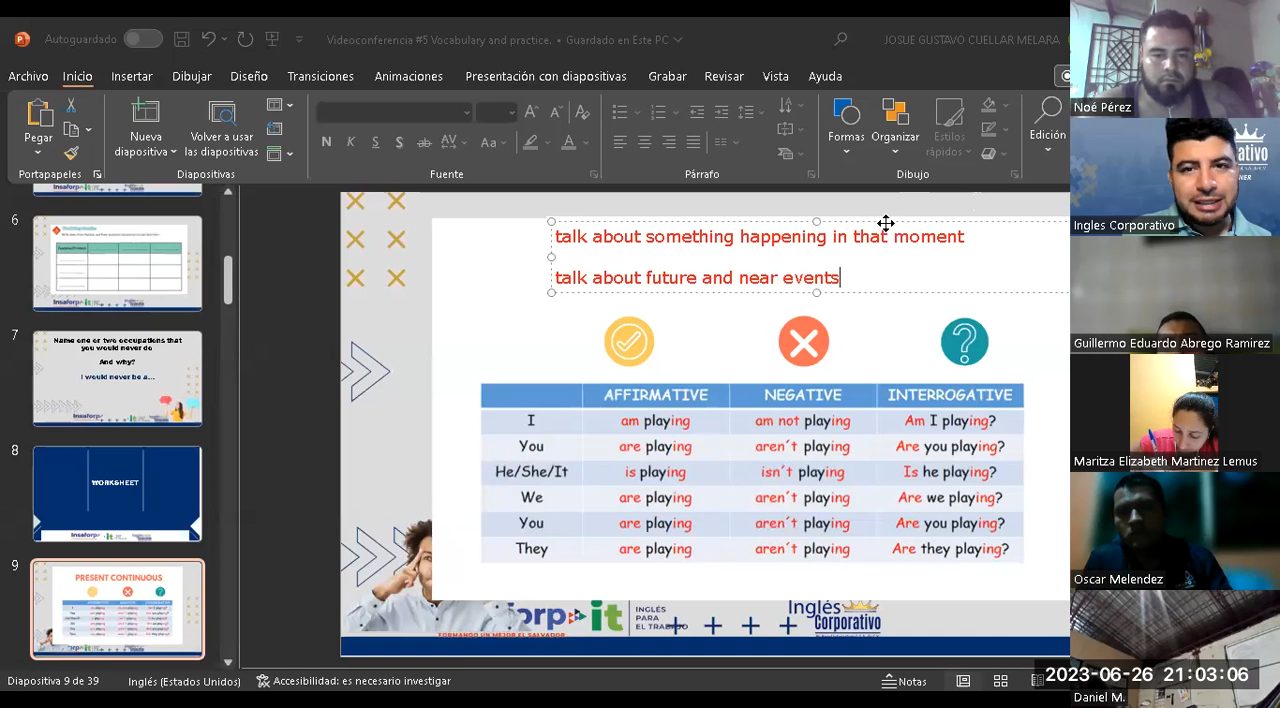 Autoguardado
Videoconferencia #5 Vocabulary and practice. • Guardado en Este PC
JOSUE GUSTAVO CUELLAR MELARA
Archivo Inicio Insertar Dibujar Diseño Transiciones Animaciones Presentación con diapositivas Grabar Revisar Vista Ayuda
Pegar
Nueva diapositiva
Volver a usar las diapositivas
N K S S ab AV Aa A
Formas
Organizar
Estilos rápidos
Edición
Portapapeles Diapositivas Fuente Párrafo Dibujo
6
7
Name one or two occupations that
you would never do
And why?
I would never be a...
8
WORKSHEET
9
PRESENT CONTINUOUS
talk about something happening in that moment
talk about future and near events
AFFIRMATIVE NEGATIVE INTERROGATIVE
I am playing am not playing Am I playing?
You are playing aren´t playing Are you playing?
He/She/It is playing isn´t playing Is he playing?
We are playing aren´t playing Are we playing?
You are playing aren´t playing Are you playing?
They are playing aren´t playing Are they playing?
forp it
INGLÉS
PARA
EL TRABAJO
FORMANDO UN MEJOR EL SALVADOR
Inglés
Corporativo
Diapositiva 9 de 39 Inglés (Estados Unidos) Accesibilidad: es necesario investigar Notas
Noé Pérez
Ingles Corporativo
Guillermo Eduardo Abrego Ramirez
Maritza Elizabeth Martinez Lemus
Oscar Melendez
2023-06-26 21:03:06
Daniel M.